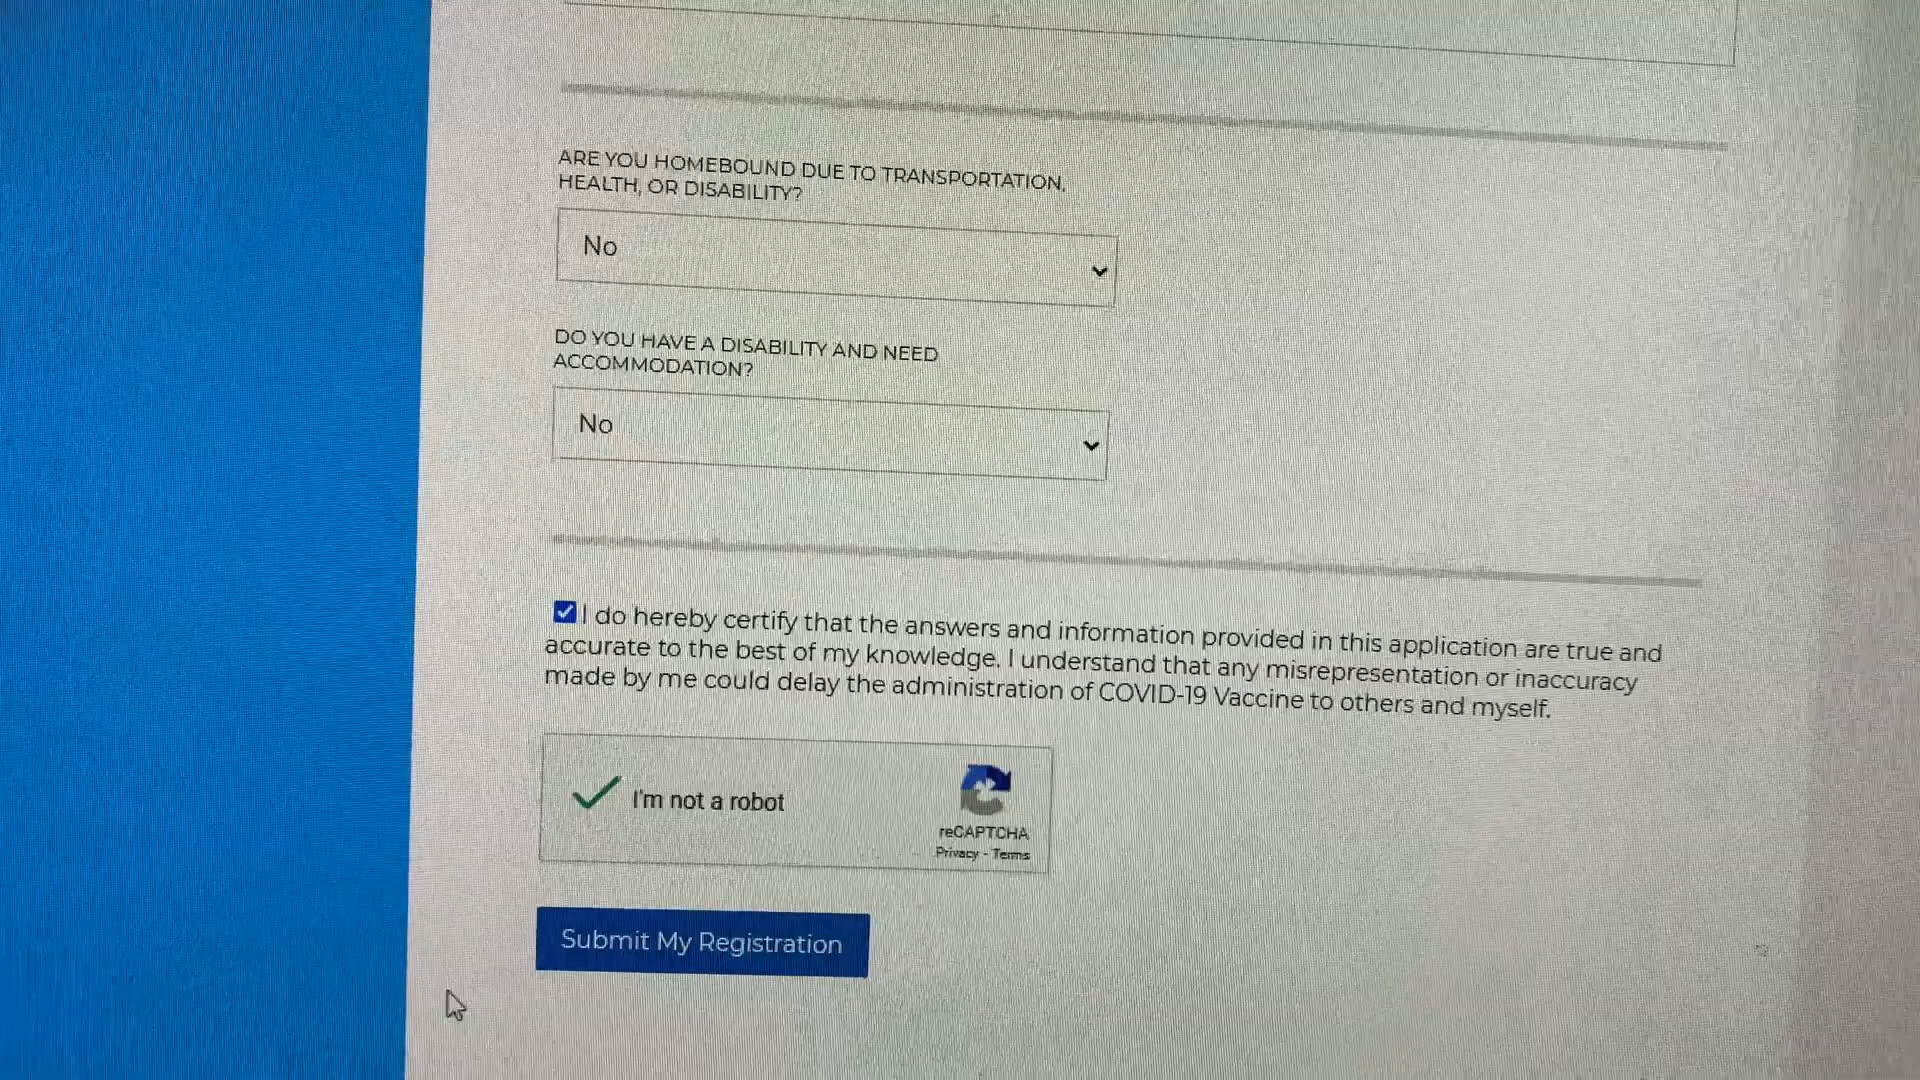 ARE YOU HOMEBOUND DUE TO TRANSPORTATION,
HEALTH, OR DISABILITY?
No
DO YOU HAVE A DISABILITY AND NEED
ACCOMMODATION?
No
I do hereby certify that the answers and information provided in this application are true and
accurate to the best of my knowledge. I understand that any misrepresentation or inaccuracy
made by me could delay the administration of COVID-19 Vaccine to others and myself.
I'm not a robot
reCAPTCHA
Privacy - Terms
Submit My Registration